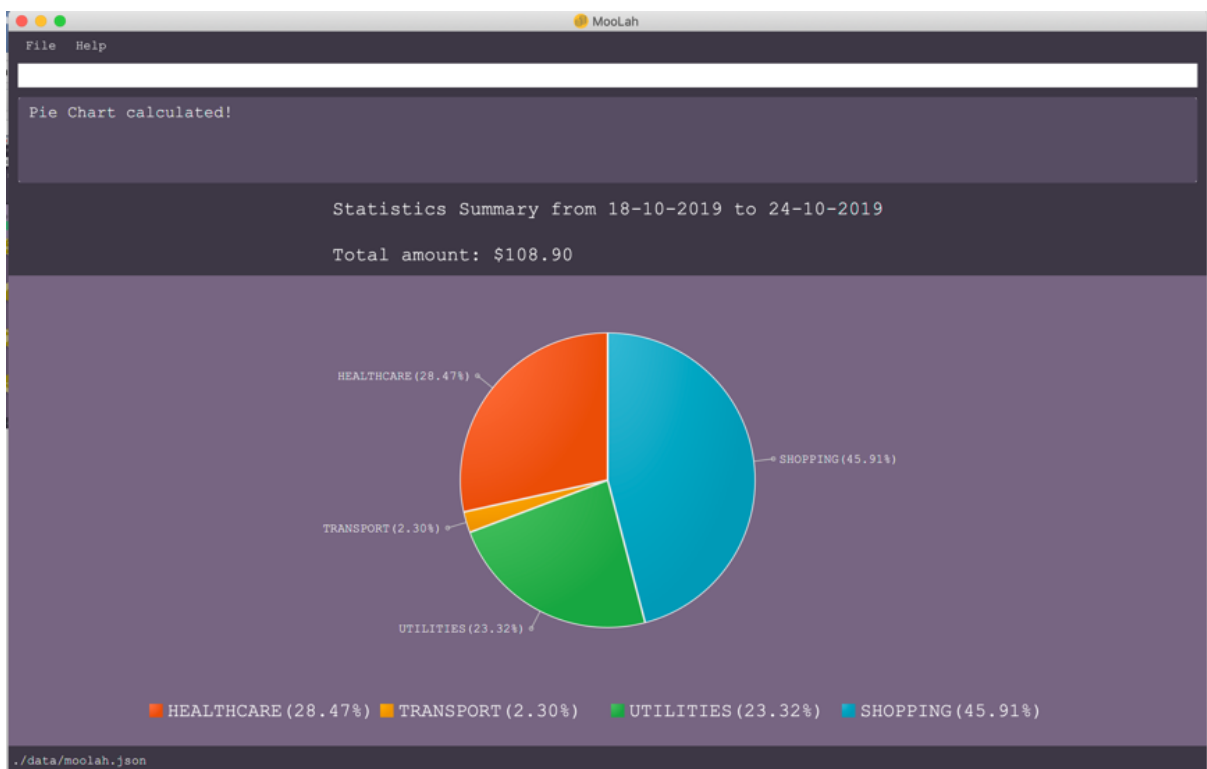 MooLah
File Help
Pie Chart calculated!
Statistics Summary from 18-10-2019 to 24-10-2019
Total amount: $108.90
HEALTHCARE(28.47%)
SHOPPING(45.91%)
TRANSPORT(2.30%)
UTILITIES(23.32%)
HEALTHCARE(28.47%) TRANSPORT(2.30%) UTILITIES(23.32%) SHOPPING(45.91%)
./data/moolah.json